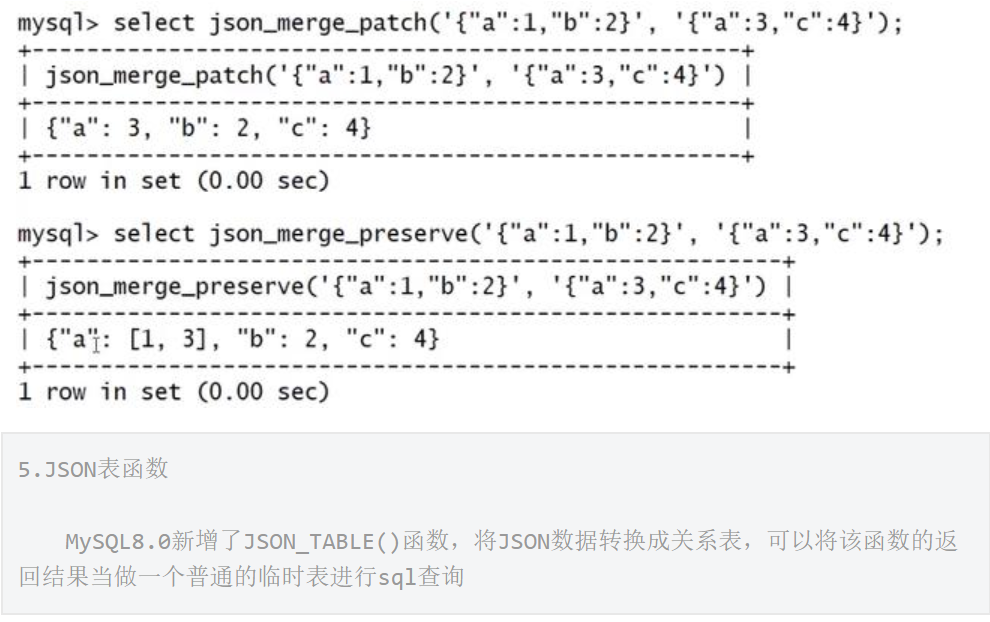 mysql> select json_merge_patch('{"a":1,"b":2}', '{"a":3,"c":4}');
+-----------------------------------------------------+
| json_merge_patch('{"a":1,"b":2}', '{"a":3,"c":4}') |
+-----------------------------------------------------+
| {"a": 3, "b": 2, "c": 4} |
+-----------------------------------------------------+
1 row in set (0.00 sec)
mysql> select json_merge_preserve('{"a":1,"b":2}', '{"a":3,"c":4}');
+--------------------------------------------------------+
| json_merge_preserve('{"a":1,"b":2}', '{"a":3,"c":4}') |
+--------------------------------------------------------+
| {"a": [1, 3], "b": 2, "c": 4} |
+--------------------------------------------------------+
1 row in set (0.00 sec)
5.JSON表函数
MySQL8.0新增了JSON_TABLE()函数，将JSON数据转换成关系表，可以将该函数的返
回结果当做一个普通的临时表进行sql查询